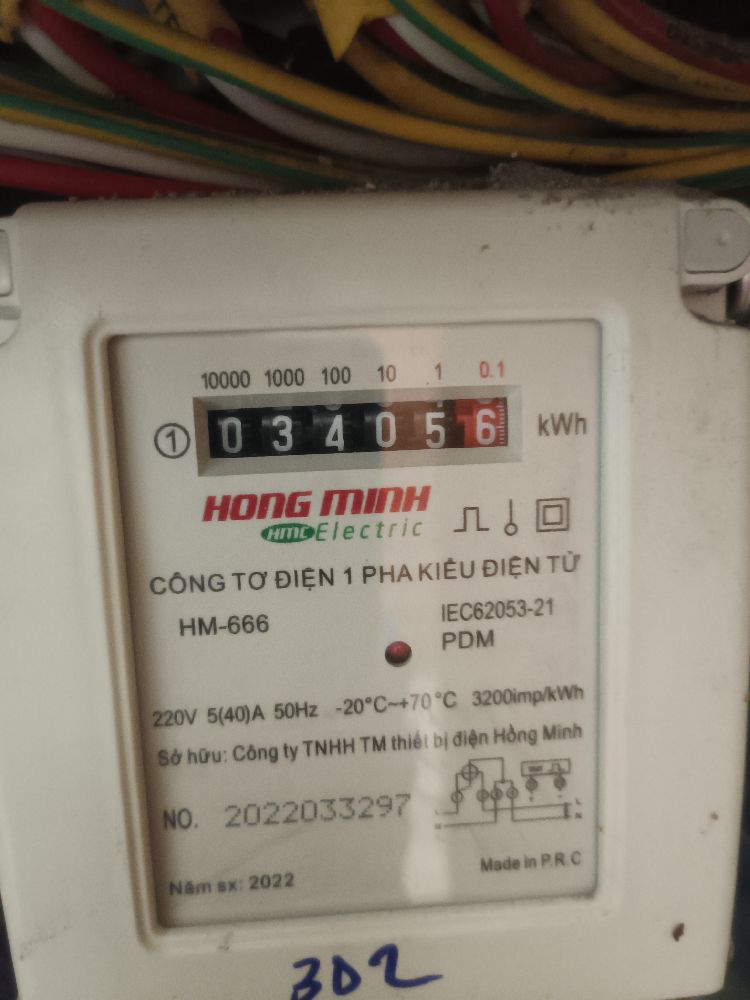 10000 1000 100 10 1 0.1
1 0 3 4 0 5 6 kWh
HONG MINH
HMC Electric
CÔNG TƠ ĐIỆN 1 PHA KIỂU ĐIỆN TỬ
HM-666
IEC62053-21
PDM
220V 5(40)A 50Hz -20°C~+70°C 3200imp/kWh
Sở hữu: Công ty TNHH TM thiết bị điện Hồng Minh
NO. 2022033297
Năm sx: 2022
Made in P.R.C
302